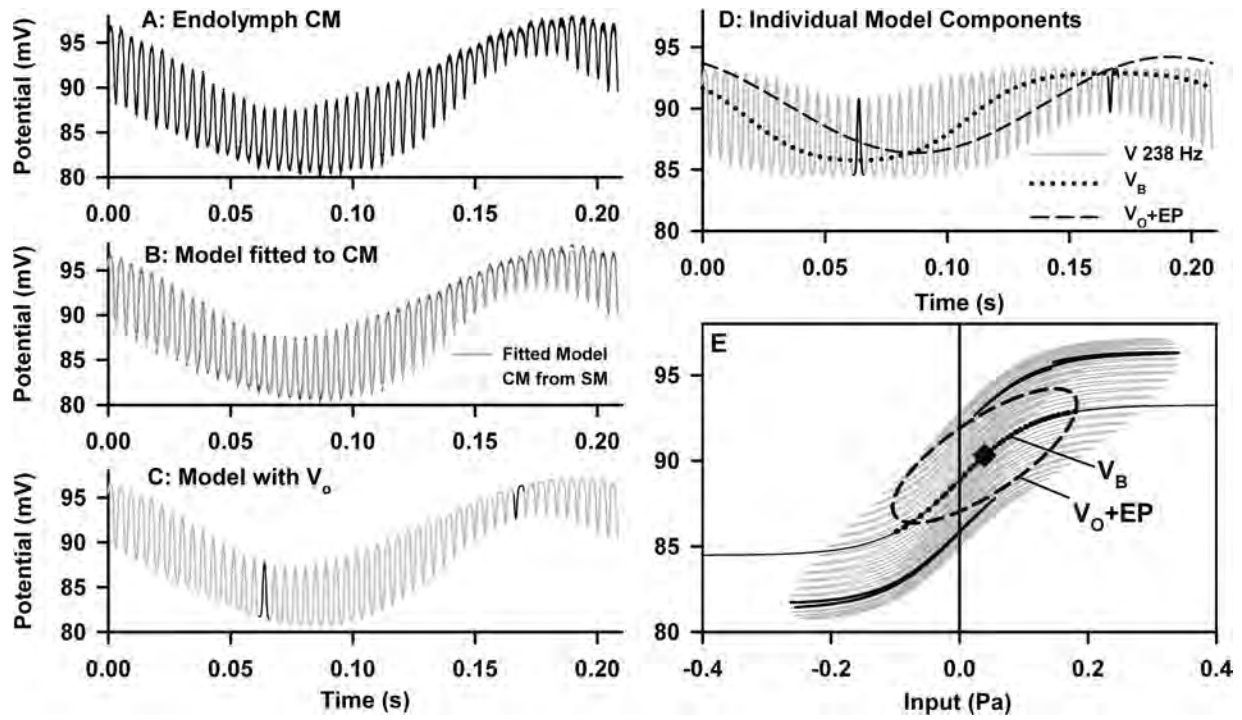 A: Endolymph CM
Potential (mV)
95
90
85
80
0.00 0.05 0.10 0.15 0.20
B: Model fitted to CM
Potential (mV)
95
90
85
80
Fitted Model
CM from SM
0.00 0.05 0.10 0.15 0.20
C: Model with Vo
Potential (mV)
95
90
85
80
0.00 0.05 0.10 0.15 0.20
Time (s)
D: Individual Model Components
95
90
85
80
V 238 Hz
VB
VO+EP
0.00 0.05 0.10 0.15 0.20
Time (s)
E
95
90
85
80
VB
VO+EP
-0.4 -0.2 0.0 0.2 0.4
Input (Pa)